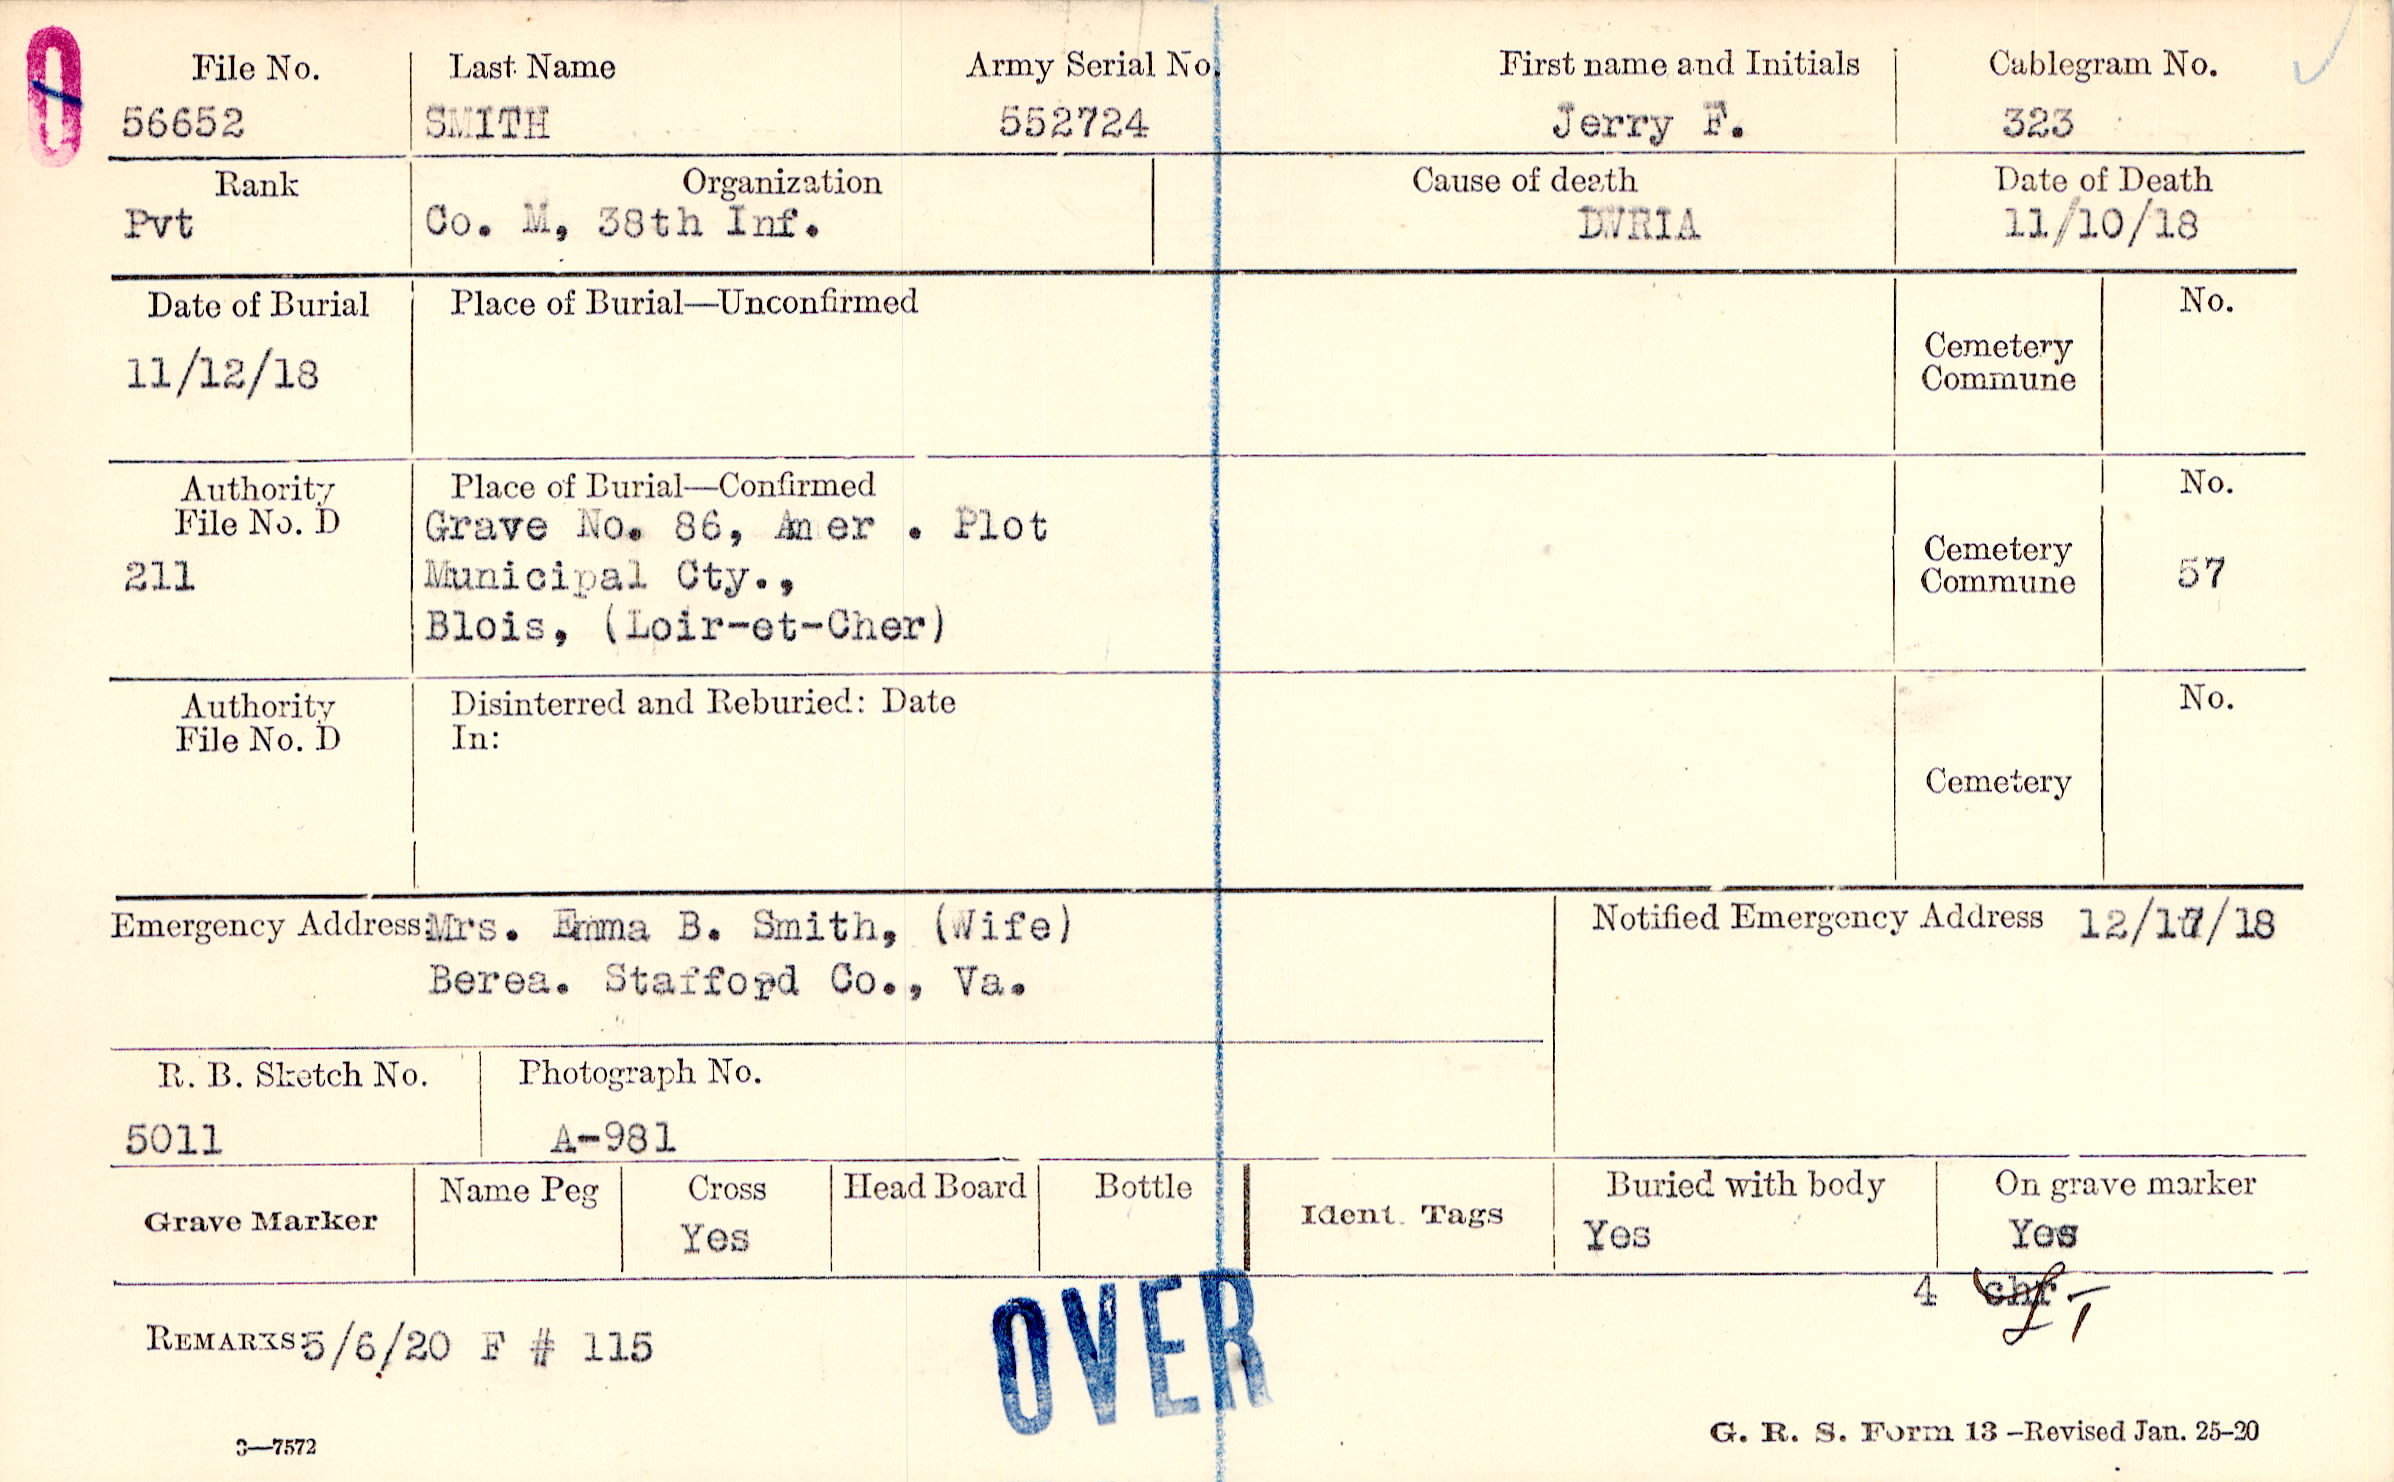 File No. Last Name Army Serial No. First name and Initials Cablegram No.
56652 SMITH 552724 Jerry F. 323
Rank Organization Cause of death Date of Death
Pvt Co. M, 38th Inf. DWRIA 11/10/18
Date of Burial Place of Burial—Unconfirmed No.
11/12/18
Cemetery
Commune
Authority Place of Burial—Confirmed No.
File No. D Grave No. 86, Amer . Plot
211 Municipal Cty., Cemetery
Commune 57
Blois, (Loir-et-Cher)
Authority Disinterred and Reburied: Date No.
File No. D In:
Cemetery
Emergency Address: Mrs. Emma B. Smith, (Wife) Notified Emergency Address 12/17/18
Berea. Stafford Co., Va.
R. B. Sketch No. Photograph No.
5011 A-981
Grave Marker Name Peg Cross Head Board Bottle Ident. Tags Buried with body On grave marker
Yes Yes Yes
4
REMARKS: 5/6/20 F # 115
OVER
3—7572 G. R. S. Form 13 —Revised Jan. 25-20